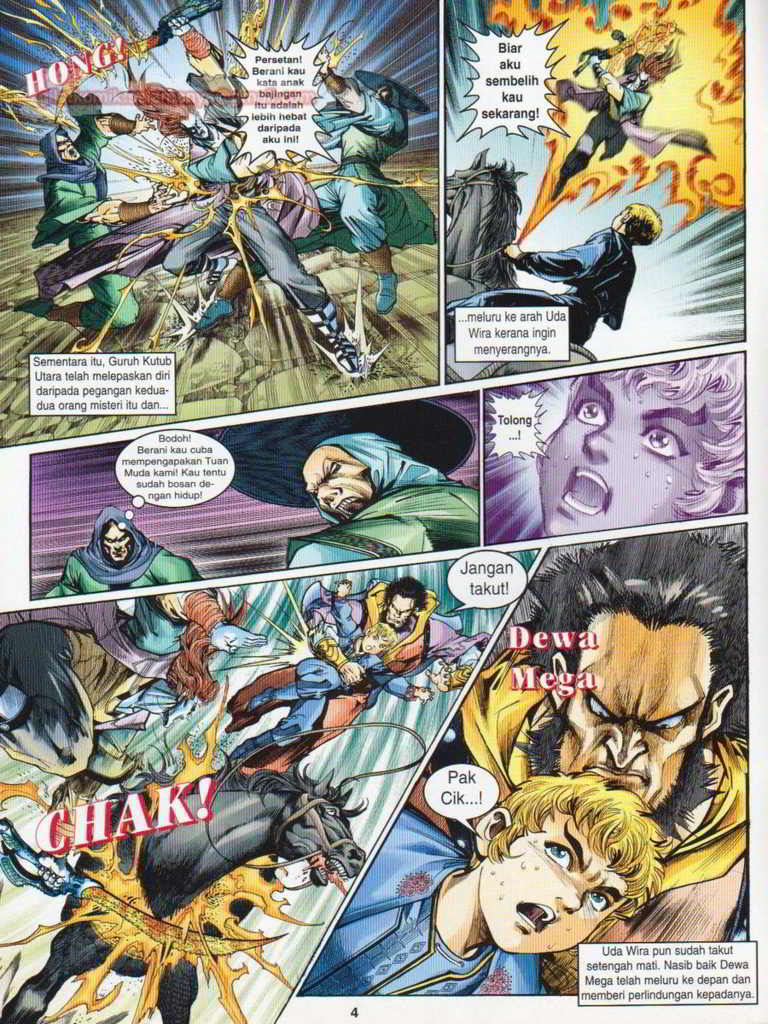 HONG!
Persetan!
Berani kau
kata anak
bajingan
itu adalah
lebih hebat
daripada
aku ini!
Sementara itu, Guruh Kutub
Utara telah melepaskan diri
daripada pegangan kedua-
dua orang misteri itu dan...
Biar
aku
sembelih
kau
sekarang!
...meluru ke arah Uda
Wira kerana ingin
menyerangnya.
Bodoh!
Berani kau cuba
mempengapakan Tuan
Muda kami! Kau tentu
sudah bosan de-
ngan hidup!
Tolong
...!
Jangan
takut!
CHAK!
Dewa
Mega
Pak
Cik...!
Uda Wira pun sudah takut
setengah mati. Nasib baik Dewa
Mega telah meluru ke depan dan
memberi perlindungan kepadanya.
4